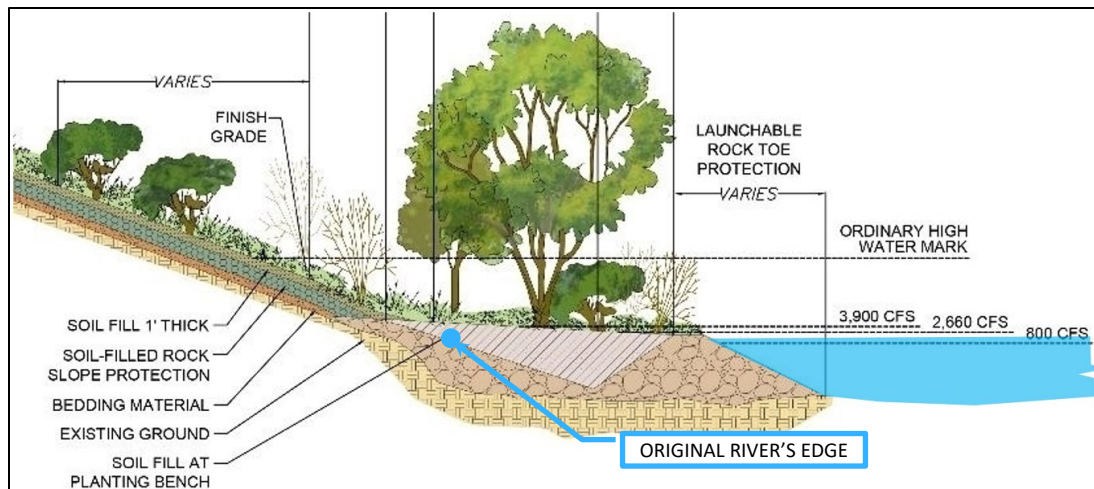 VARIES
FINISH
GRADE
LAUNCHABLE
ROCK TOE
PROTECTION
VARIES
ORDINARY HIGH
WATER MARK
3,900 CFS
2,660 CFS
800 CFS
SOIL FILL 1' THICK
SOIL-FILLED ROCK
SLOPE PROTECTION
BEDDING MATERIAL
EXISTING GROUND
SOIL FILL AT
PLANTING BENCH
ORIGINAL RIVER'S EDGE